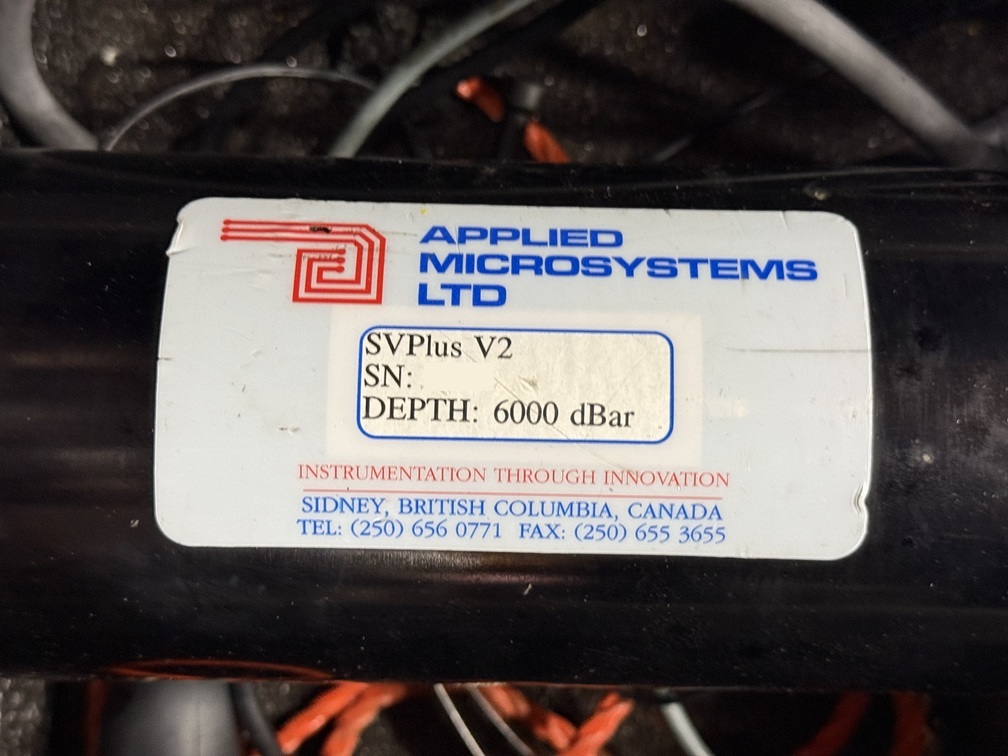 APPLIED
MICROSYSTEMS
LTD
SVPlus V2
SN:
DEPTH: 6000 dBar
INSTRUMENTATION THROUGH INNOVATION
SIDNEY, BRITISH COLUMBIA, CANADA
TEL: (250) 656 0771 FAX: (250) 655 3655